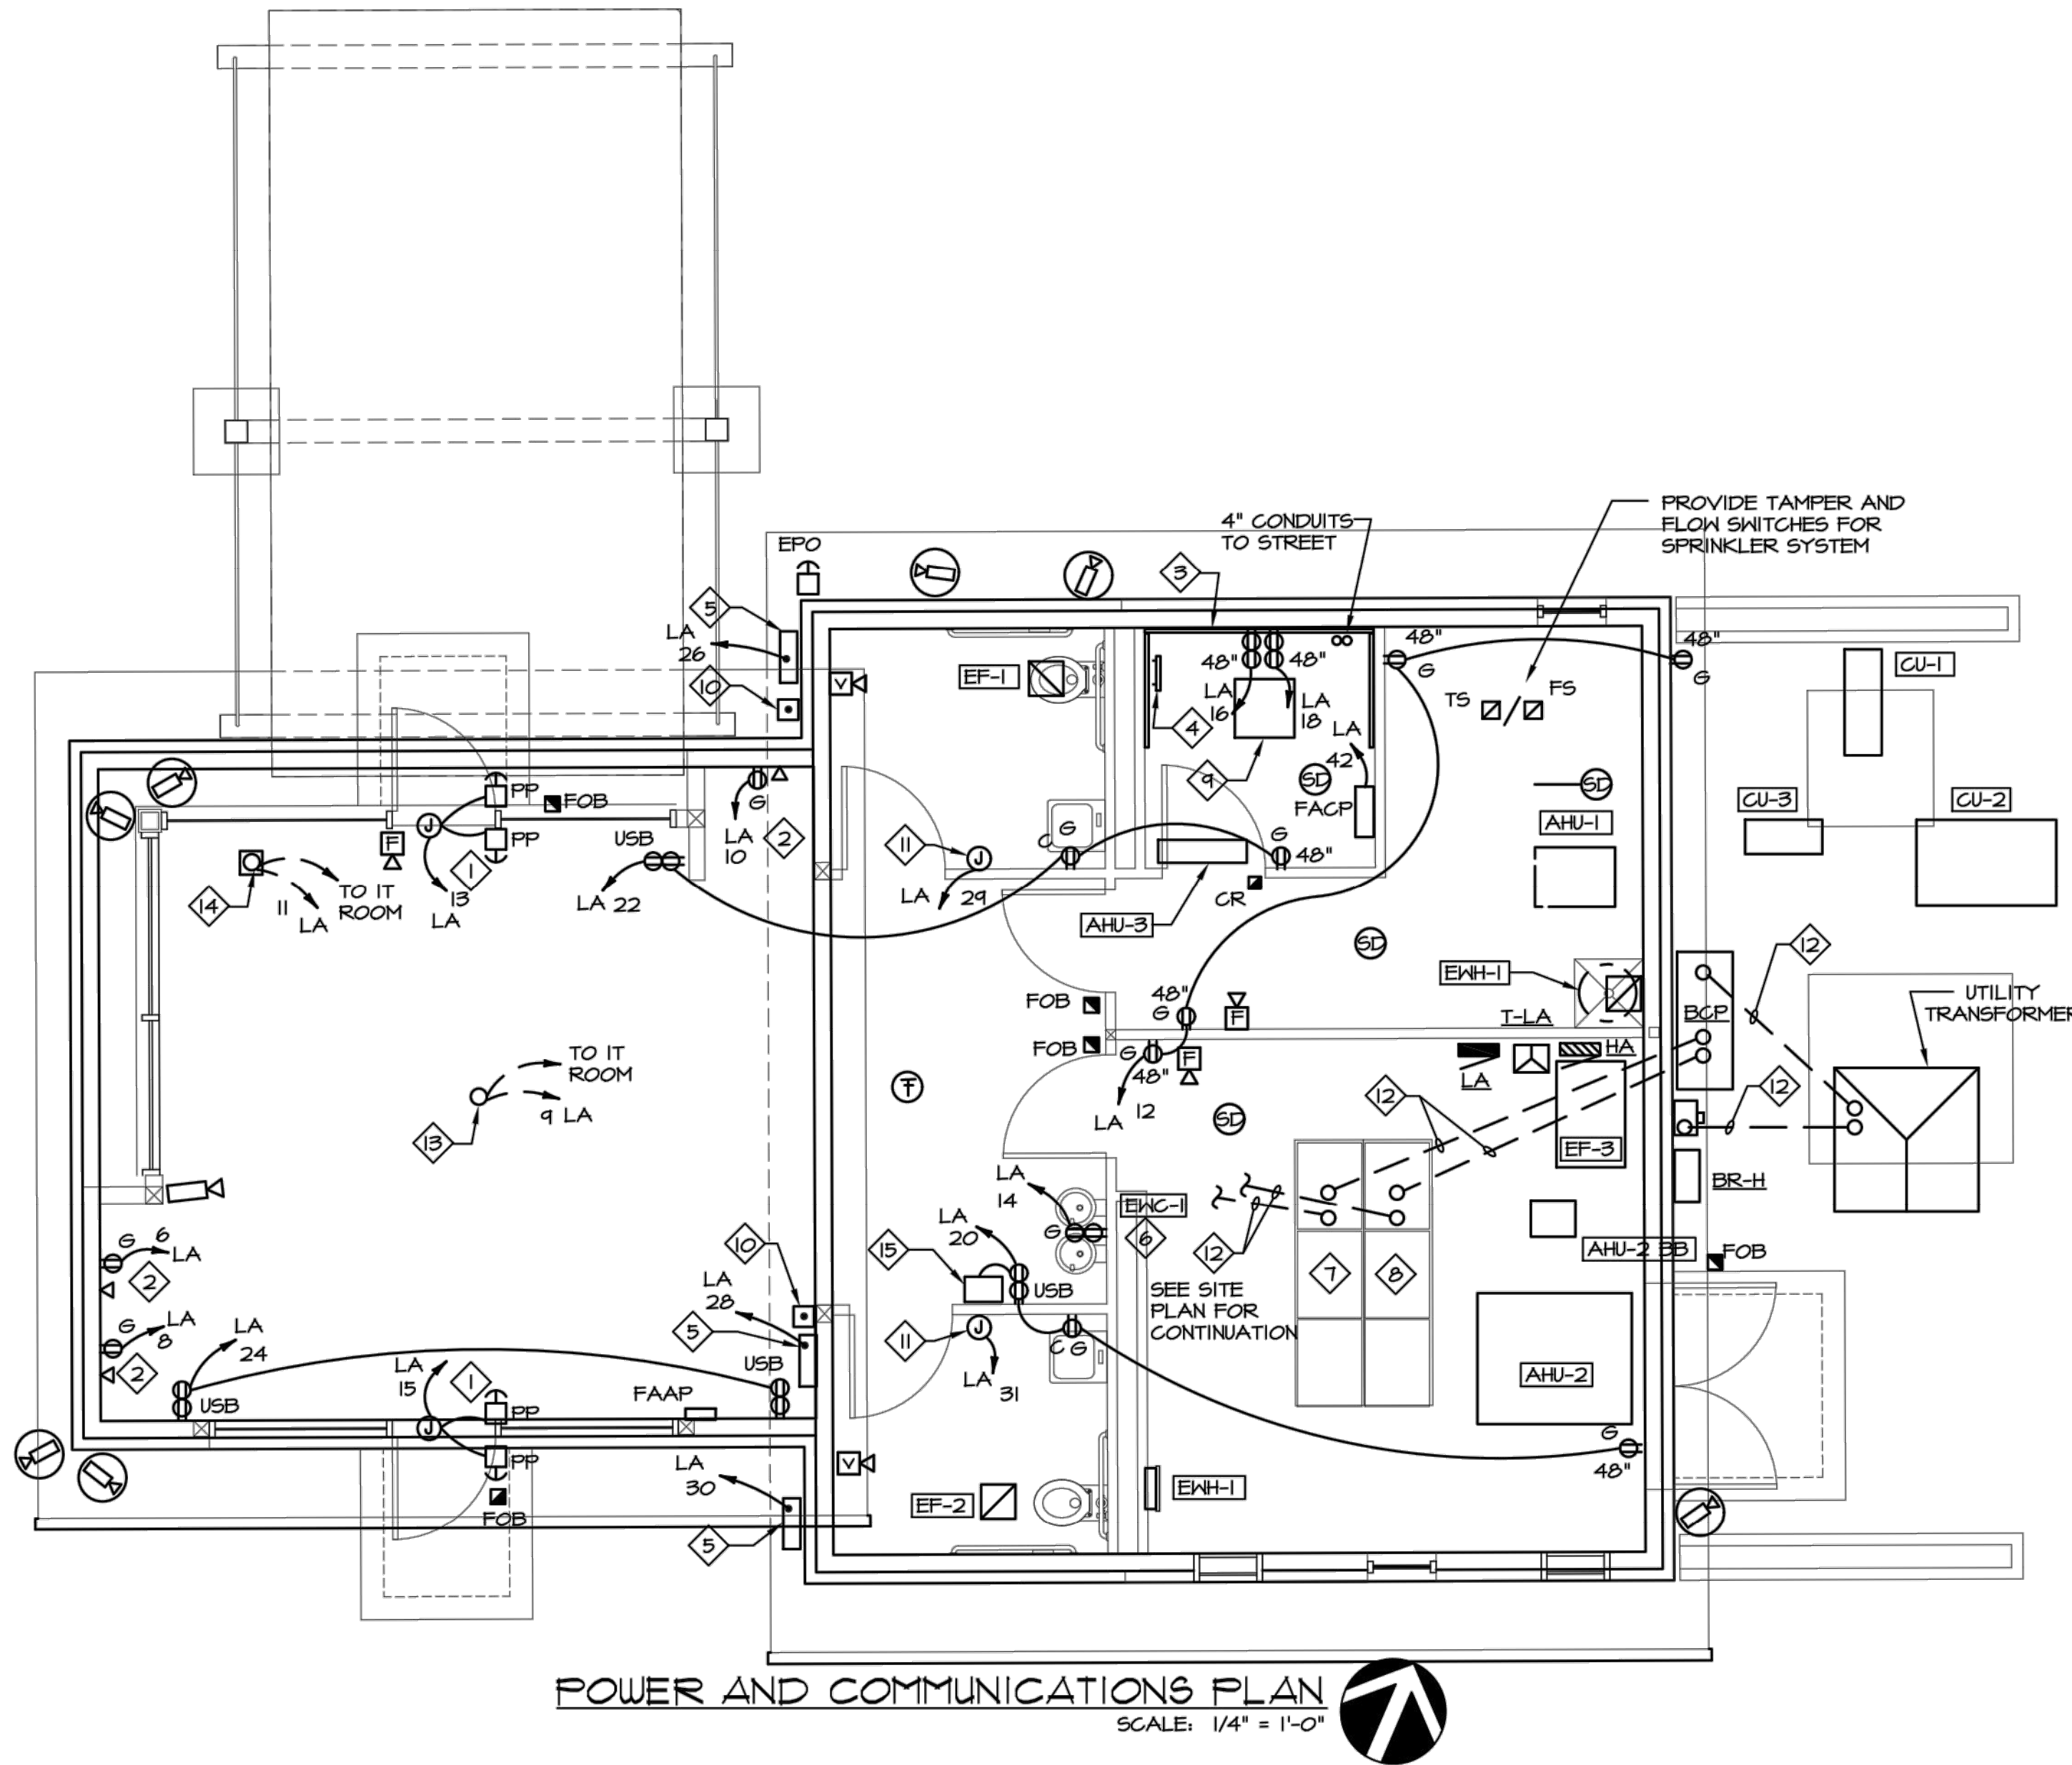 PROVIDE TAMPER AND
FLOW SWITCHES FOR
SPRINKLER SYSTEM
4" CONDUITS
TO STREET
EPO
3
5
LA
26
10
EF-1
48"
48"
LA
16
LA
18
4
9
LA
42
SD
FACP
48"
G
48"
G
TS
FS
CU-1
SD
AHU-1
CU-3
CU-2
PP
FOB
J
PP
F
1
13
LA
USB
LA 22
G
LA
10
2
V
C G
G
48"
11
J
LA 29
AHU-3
CR
SD
14
11
LA
TO IT
ROOM
EWH-1
12
BCP
UTILITY
TRANSFORMER
FOB
48"
G
F
T-LA
FOB
G
48"
F
LA
HA
LA 12
TO IT
ROOM
9 LA
13
T
SD
12
12
EF-3
BR-H
LA
14
EWC-1
G
6
12
7
8
AHU-2 BB
FOB
LA
20
15
USB
SEE SITE
PLAN FOR
CONTINUATION
G 6
LA
2
G LA
8
2
10
LA
28
5
11
J
C G
LA
31
LA
24
USB
LA
15
1
J
PP
PP
FAAP
USB
AHU-2
G
48"
LA
30
V
5
EF-2
EWH-1
FOB
POWER AND COMMUNICATIONS PLAN
SCALE: 1/4" = 1'-0"